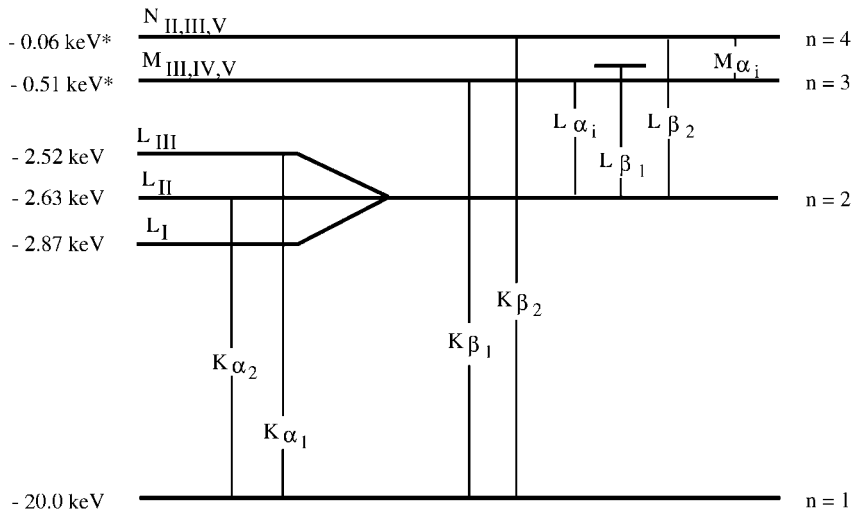 N II,III,V
- 0.06 keV*
n = 4
M III,IV,V
M α i
- 0.51 keV*
n = 3
L α i
L β 2
L III
L β 1
- 2.52 keV
L II
- 2.63 keV
n = 2
L I
- 2.87 keV
K β 2
K β 1
K α 2
K α 1
- 20.0 keV
n = 1